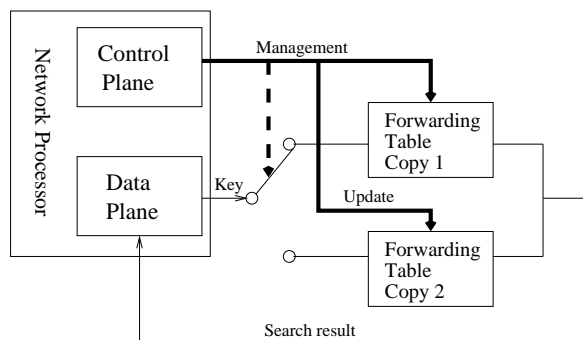 Network Processor
Control
Plane
Management
Forwarding
Table
Copy 1
Data
Plane
Key
Update
Forwarding
Table
Copy 2
Search result